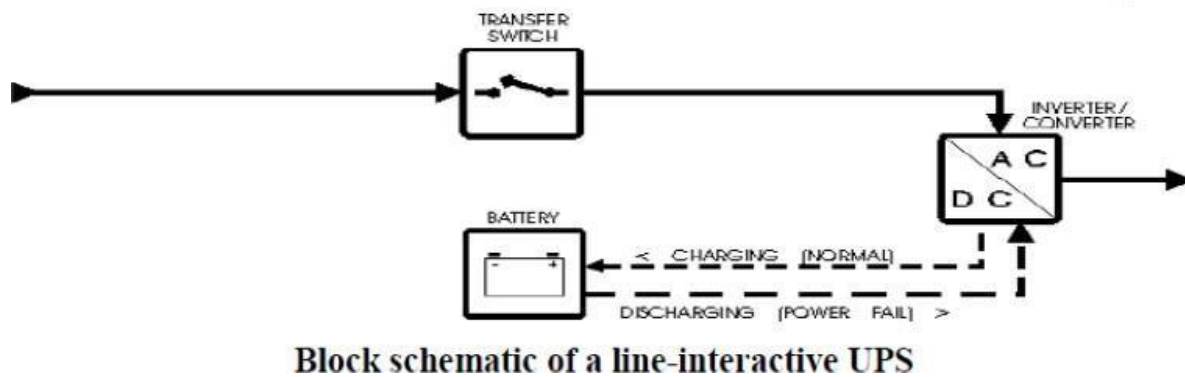 TRANSFER
SWITCH
INVERTER/
CONVERTER
A C
D C
BATTERY
- +
< CHARGING (NORMAL)
DISCHARGING (POWER FAIL) >
Block schematic of a line-interactive UPS